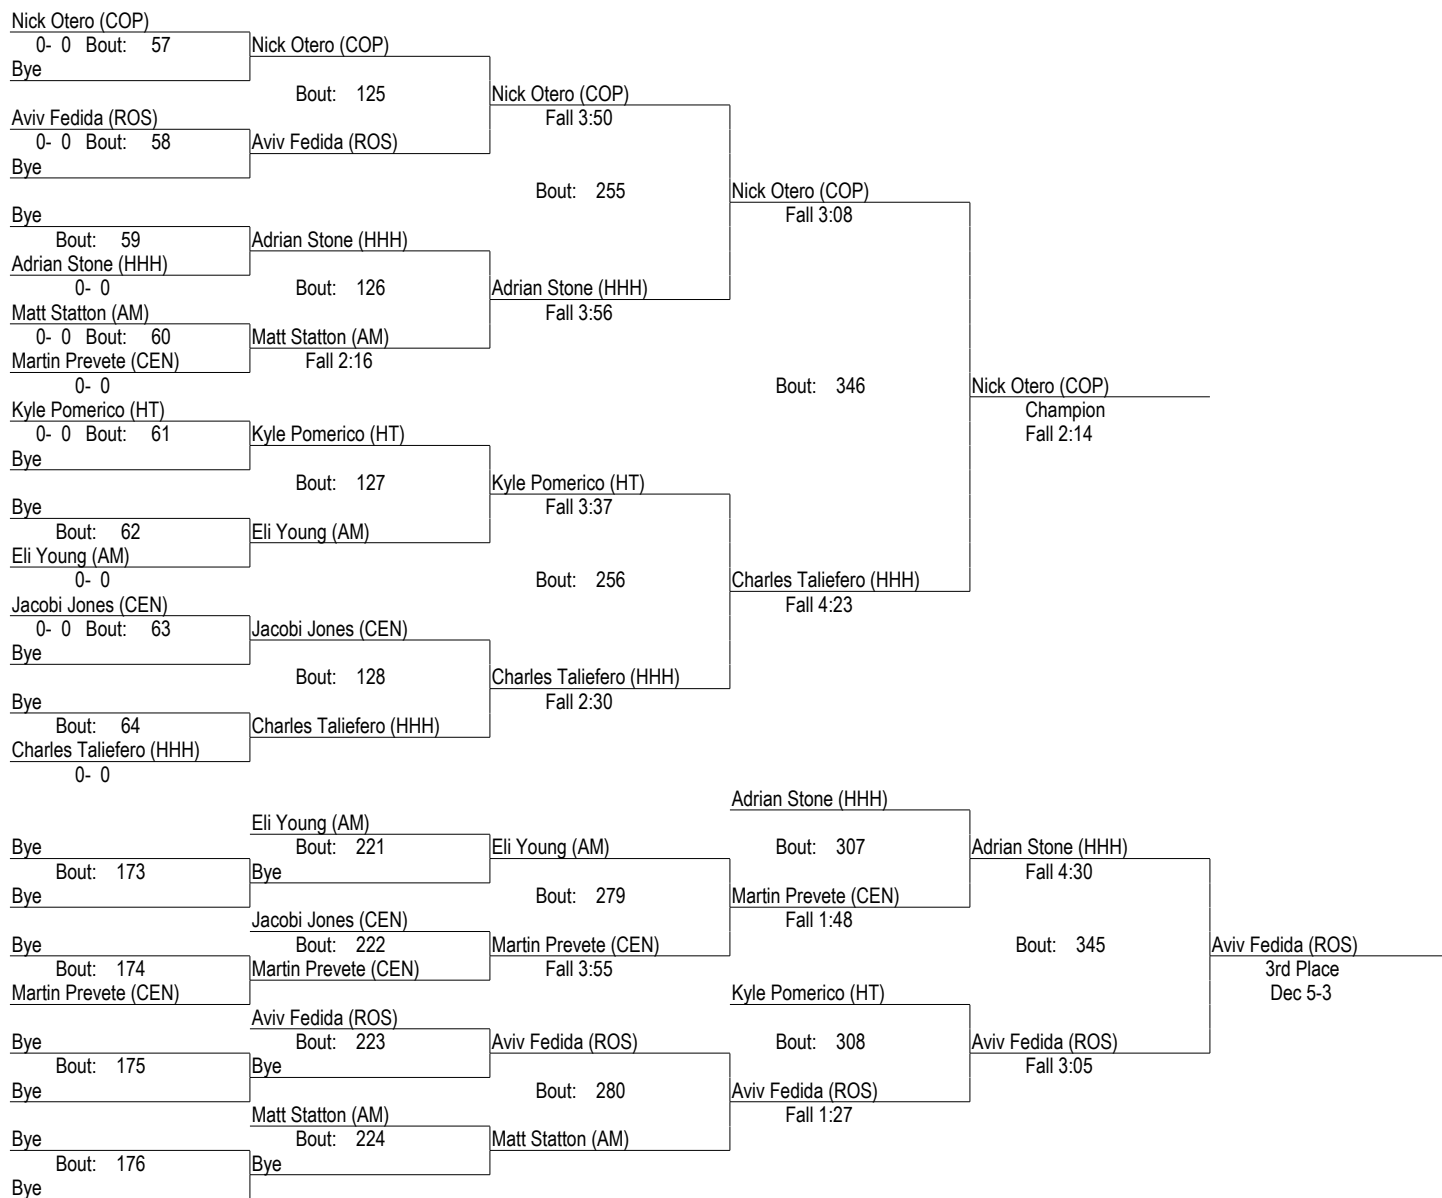 Nick Otero (COP)
0- 0 Bout: 57 Nick Otero (COP)
Bye
Bout: 125 Nick Otero (COP)
Aviv Fedida (ROS) Fall 3:50
0- 0 Bout: 58 Aviv Fedida (ROS)
Bye
Bout: 255 Nick Otero (COP)
Bye Fall 3:08
Bout: 59 Adrian Stone (HHH)
Adrian Stone (HHH)
0- 0 Bout: 126 Adrian Stone (HHH)
Matt Statton (AM) Fall 3:56
0- 0 Bout: 60 Matt Statton (AM)
Martin Prevete (CEN) Fall 2:16
0- 0 Bout: 346 Nick Otero (COP)
Kyle Pomerico (HT) Champion
0- 0 Bout: 61 Kyle Pomerico (HT) Fall 2:14
Bye
Bout: 127 Kyle Pomerico (HT)
Bye Fall 3:37
Bout: 62 Eli Young (AM)
Eli Young (AM)
0- 0 Bout: 256 Charles Taliefero (HHH)
Jacobi Jones (CEN) Fall 4:23
0- 0 Bout: 63 Jacobi Jones (CEN)
Bye
Bout: 128 Charles Taliefero (HHH)
Bye Fall 2:30
Bout: 64 Charles Taliefero (HHH)
Charles Taliefero (HHH)
0- 0
Adrian Stone (HHH)
Eli Young (AM)
Bye Bout: 221 Eli Young (AM) Bout: 307 Adrian Stone (HHH)
Bout: 173 Bye Fall 4:30
Bye Bout: 279 Martin Prevete (CEN)
Jacobi Jones (CEN) Fall 1:48
Bye Bout: 222 Martin Prevete (CEN) Bout: 345 Aviv Fedida (ROS)
Bout: 174 Martin Prevete (CEN) Fall 3:55 3rd Place
Martin Prevete (CEN) Kyle Pomerico (HT) Dec 5-3
Aviv Fedida (ROS)
Bye Bout: 223 Aviv Fedida (ROS) Bout: 308 Aviv Fedida (ROS)
Bout: 175 Bye Fall 3:05
Bye Bout: 280 Aviv Fedida (ROS)
Matt Statton (AM) Fall 1:27
Bye Bout: 224 Matt Statton (AM)
Bout: 176 Bye
Bye